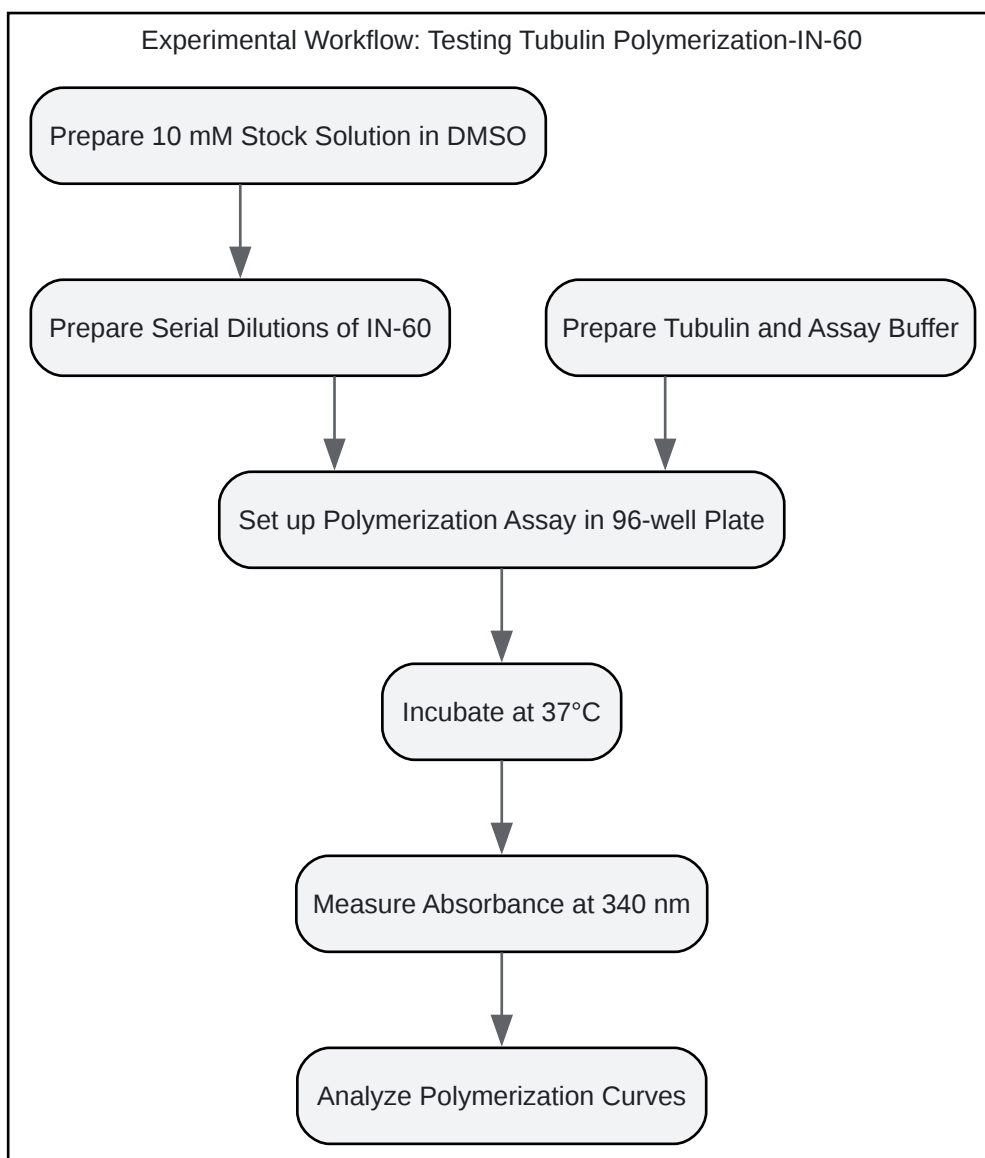 Experimental Workflow: Testing Tubulin Polymerization-IN-60
Prepare 10 mM Stock Solution in DMSO
Prepare Serial Dilutions of IN-60
Prepare Tubulin and Assay Buffer
Set up Polymerization Assay in 96-well Plate
Incubate at 37°C
Measure Absorbance at 340 nm
Analyze Polymerization Curves